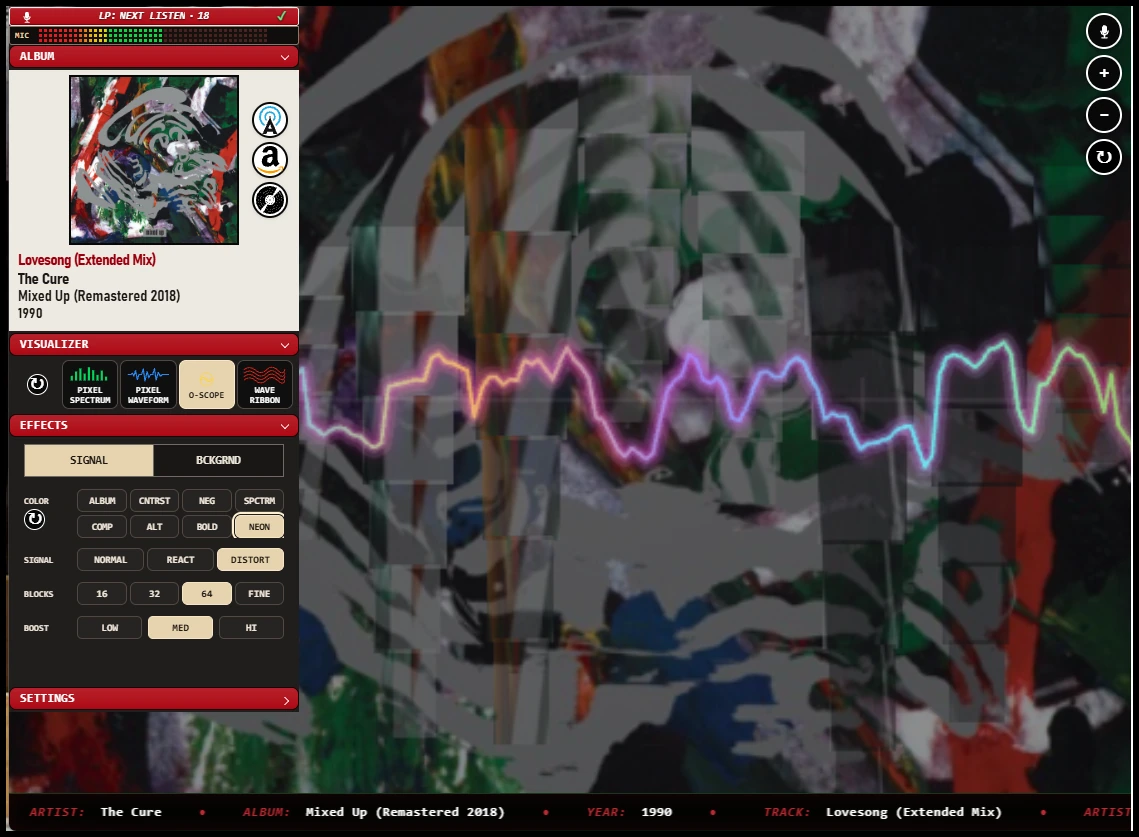 LP: NEXT LISTEN - 18
MIC
ALBUM
a
Lovesong (Extended Mix)
The Cure
Mixed Up (Remastered 2018)
1990
VISUALIZER
PIXEL SPECTRUM
PIXEL WAVEFORM
O-SCOPE
WAVE RIBBON
EFFECTS
SIGNAL BCKGRND
COLOR ALBUM CNTRST NEG SPCTRM
COMP ALT BOLD NEON
SIGNAL NORMAL REACT DISTORT
BLOCKS 16 32 64 FINE
BOOST LOW MED HI
SETTINGS
ARTIST: The Cure • ALBUM: Mixed Up (Remastered 2018) • YEAR: 1990 • TRACK: Lovesong (Extended Mix) • ARTIST